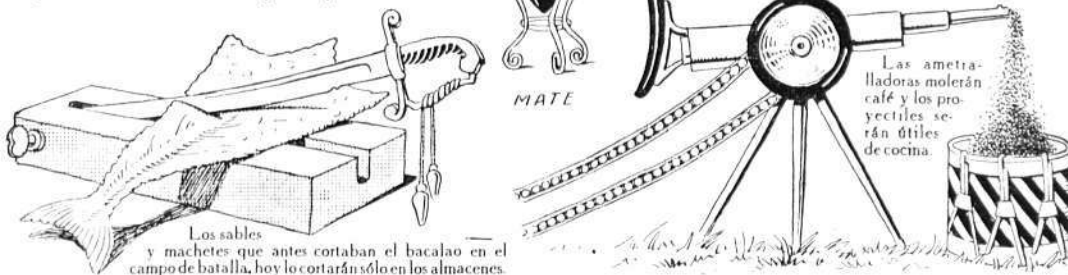 MATE
Las ametra-
lladoras molerán
café y los pro-
yectiles se-
rán útiles
de cocina.
Los sables
y machetes que antes cortaban el bacalao en el
campo de batalla, hoy lo cortarán sólo en los almacenes.